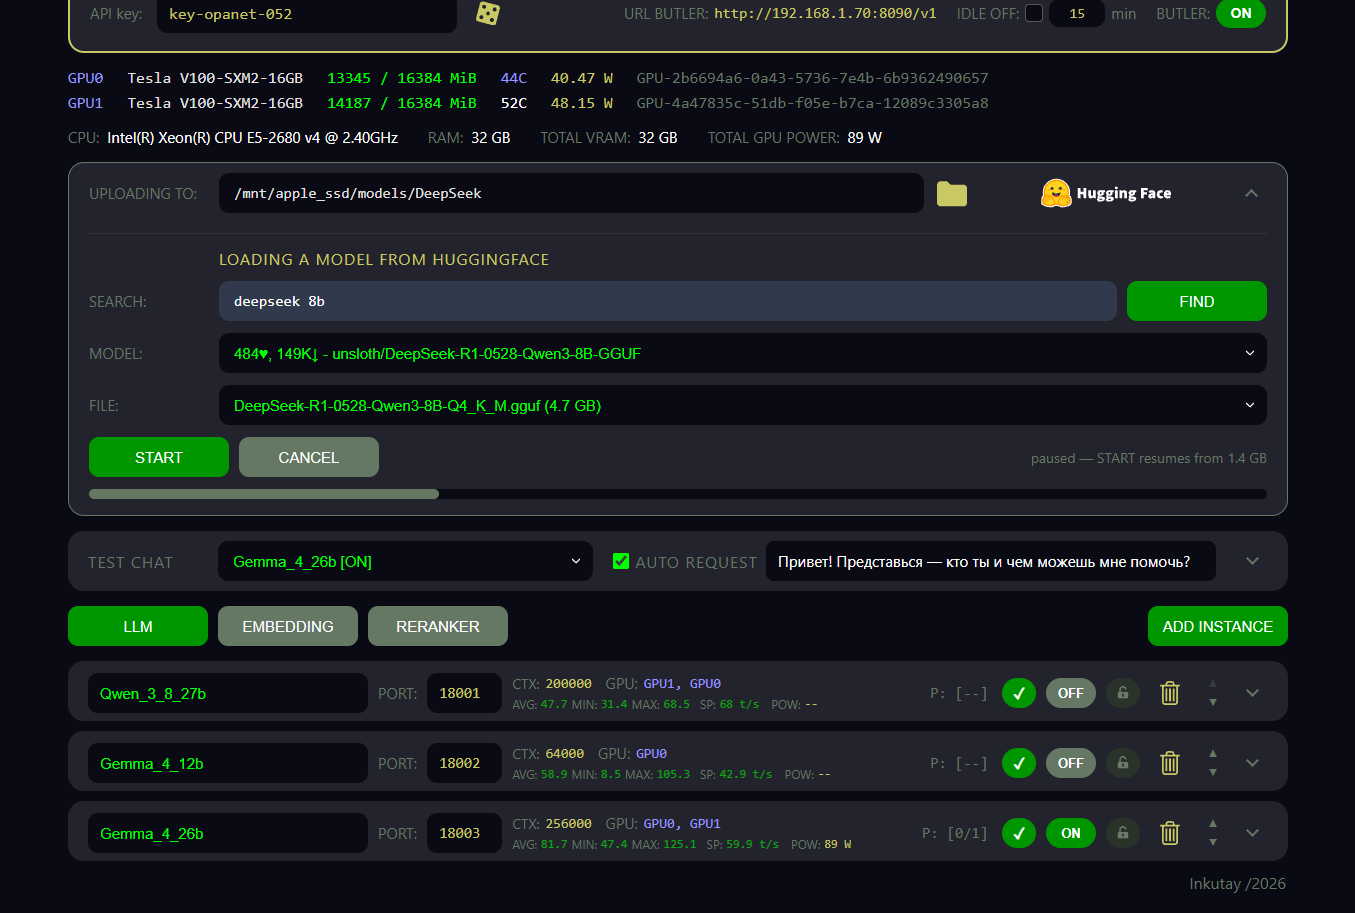 API key: key-opanet-052 URL BUTLER: http://192.168.1.70:8090/v1 IDLE OFF: 15 min BUTLER: ON
GPU0 Tesla V100-SXM2-16GB 13345 / 16384 MiB 44C 40.47 W GPU-2b6694a6-0a43-5736-7e4b-6b9362490657
GPU1 Tesla V100-SXM2-16GB 14187 / 16384 MiB 52C 48.15 W GPU-4a47835c-51db-f05e-b7ca-12089c3305a8
CPU: Intel(R) Xeon(R) CPU E5-2680 v4 @ 2.40GHz RAM: 32 GB TOTAL VRAM: 32 GB TOTAL GPU POWER: 89 W
UPLOADING TO: /mnt/apple_ssd/models/DeepSeek Hugging Face
LOADING A MODEL FROM HUGGINGFACE
SEARCH: deepseek 8b FIND
MODEL: 484♥, 149K↓ - unsloth/DeepSeek-R1-0528-Qwen3-8B-GGUF
FILE: DeepSeek-R1-0528-Qwen3-8B-Q4_K_M.gguf (4.7 GB)
START CANCEL paused — START resumes from 1.4 GB
TEST CHAT Gemma_4_26b [ON] AUTO REQUEST Привет! Представься — кто ты и чем можешь мне помочь?
LLM EMBEDDING RERANKER ADD INSTANCE
Qwen_3_8_27b PORT: 18001 CTX: 200000 GPU: GPU1, GPU0 P: [--] ✓ OFF
AVG: 47.7 MIN: 31.4 MAX: 68.5 SP: 68 t/s POW: --
Gemma_4_12b PORT: 18002 CTX: 64000 GPU: GPU0 P: [--] ✓ OFF
AVG: 58.9 MIN: 8.5 MAX: 105.3 SP: 42.9 t/s POW: --
Gemma_4_26b PORT: 18003 CTX: 256000 GPU: GPU0, GPU1 P: [0/1] ✓ ON
AVG: 81.7 MIN: 47.4 MAX: 125.1 SP: 59.9 t/s POW: 89 W
Inkutay /2026